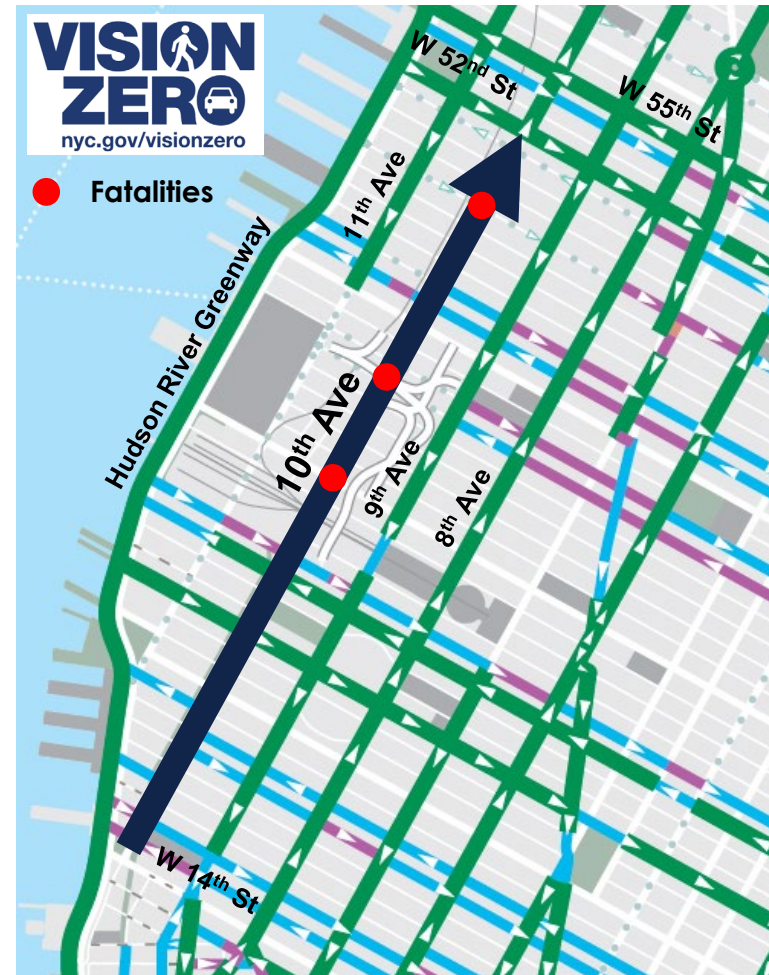 VISION
ZERO
nyc.gov/visionzero
Fatalities
W 52nd St
W 55th St
11th Ave
Hudson River Greenway
10th Ave
9th Ave
8th Ave
W 14th St